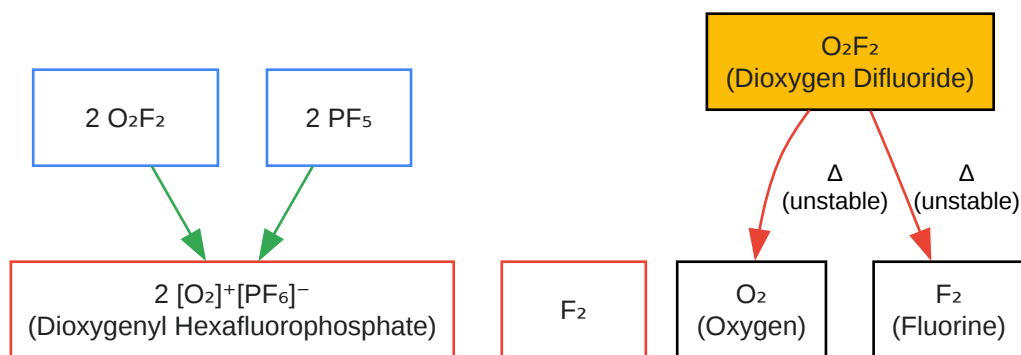 O₂F₂
(Dioxygen Difluoride)
2 O₂F₂
2 PF₅
Δ
(unstable)
Δ
(unstable)
2 [O₂]⁺[PF₆]⁻
(Dioxygenyl Hexafluorophosphate)
F₂
O₂
(Oxygen)
F₂
(Fluorine)